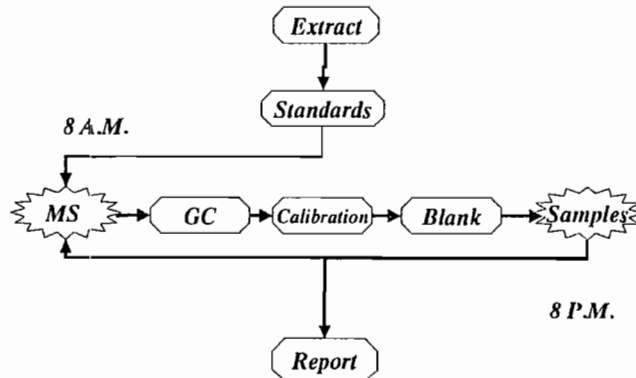 Extract
Standards
8 A.M.
MS
GC
Calibration
Blank
Samples
8 P.M.
Report